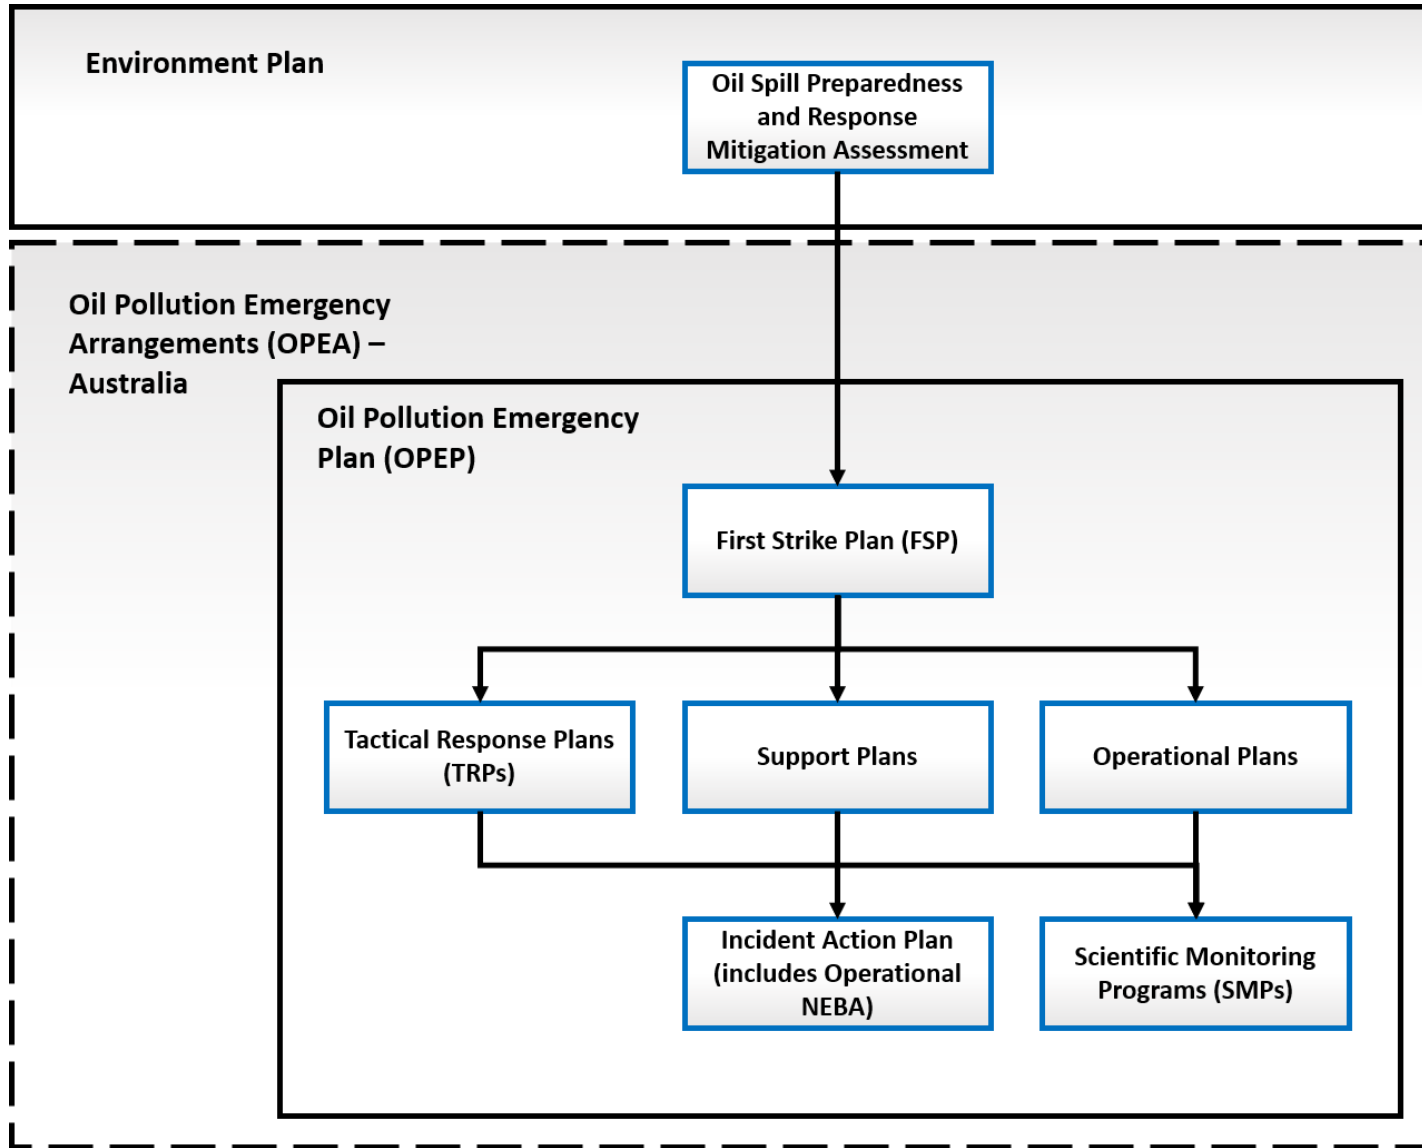 Environment Plan
Oil Spill Preparedness
and Response
Mitigation Assessment
Oil Pollution Emergency
Arrangements (OPEA) –
Australia
Oil Pollution Emergency
Plan (OPEP)
First Strike Plan (FSP)
Tactical Response Plans
(TRPs)
Support Plans
Operational Plans
Incident Action Plan
(includes Operational
NEBA)
Scientific Monitoring
Programs (SMPs)